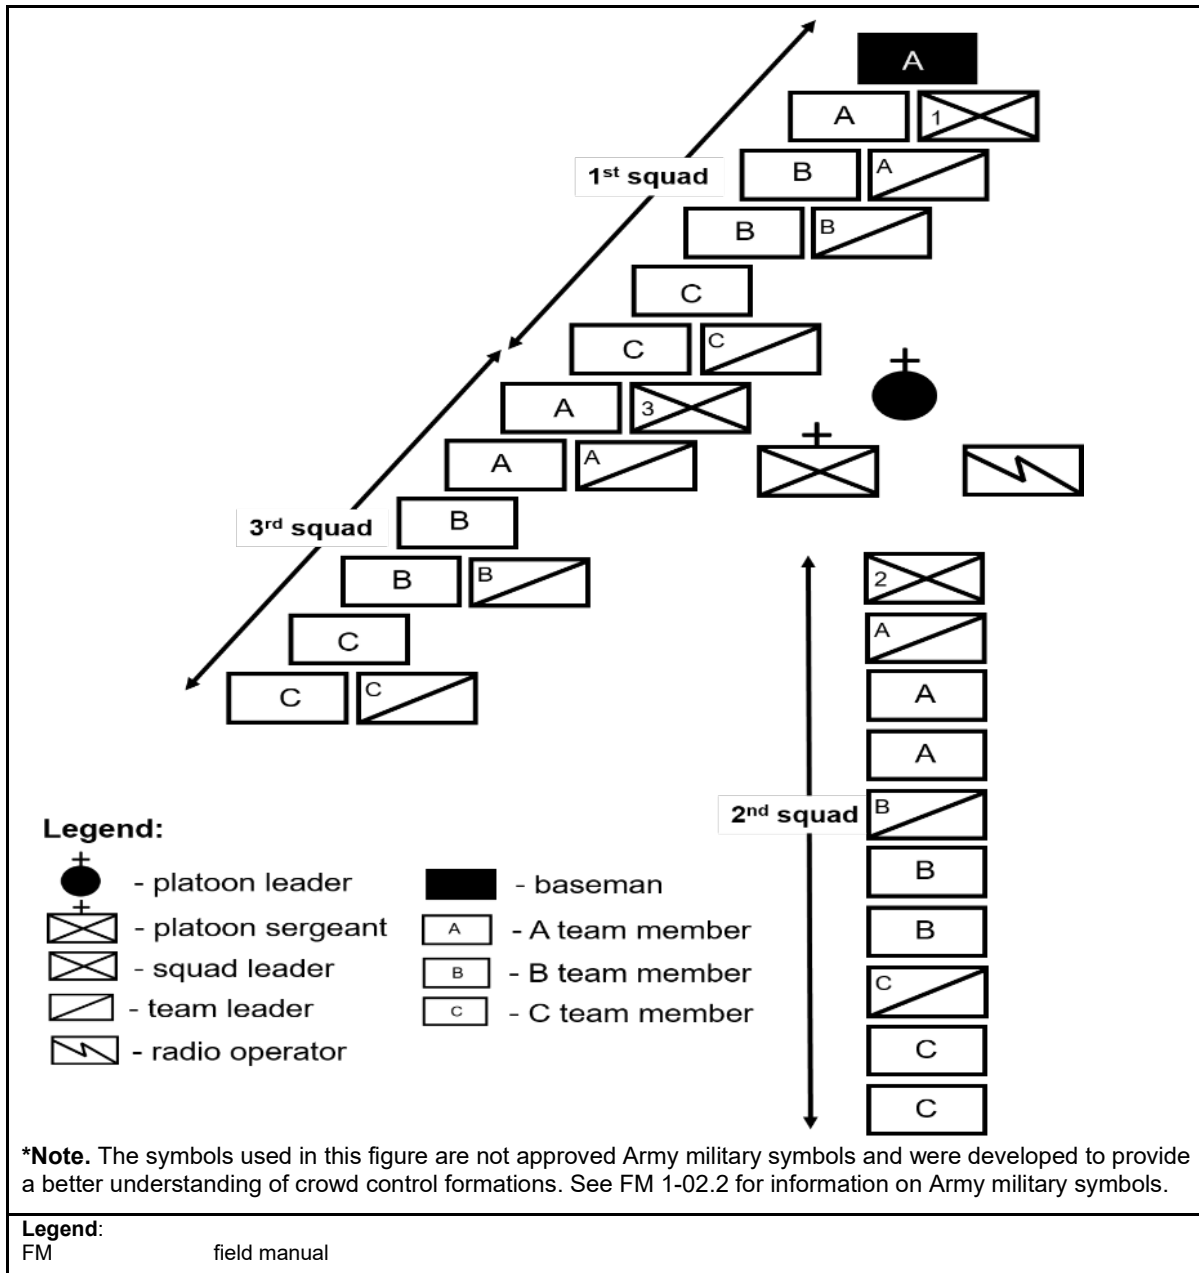 A
A 1
1st squad
B A
B B
C
C C
A 3
A A
3rd squad
B
B B
C
C C
2
A
A
A
2nd squad
B
B
B
C
C
C
Legend:
- platoon leader
- platoon sergeant
- squad leader
- team leader
- radio operator
- baseman
A - A team member
B - B team member
C - C team member
*Note. The symbols used in this figure are not approved Army military symbols and were developed to provide
a better understanding of crowd control formations. See FM 1-02.2 for information on Army military symbols.
Legend:
FM field manual